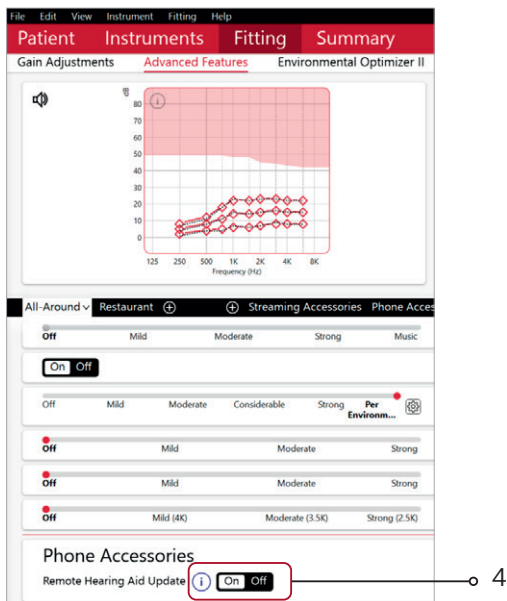 File Edit View Instrument Fitting Help
Patient Instruments Fitting Summary
Gain Adjustments Advanced Features Environmental Optimizer II
dB
80
70
60
50
40
30
20
10
0
125 250 500 1K 2K 4K 8K
Frequency (Hz)
All-Around Restaurant Streaming Accessories Phone Acces
Off Mild Moderate Strong Music
On Off
Off Mild Moderate Considerable Strong Per Environm...
Off Mild Moderate Strong
Off Mild Moderate Strong
Off Mild (4K) Moderate (3.5K) Strong (2.5K)
Phone Accessories
Remote Hearing Aid Update i On Off
4